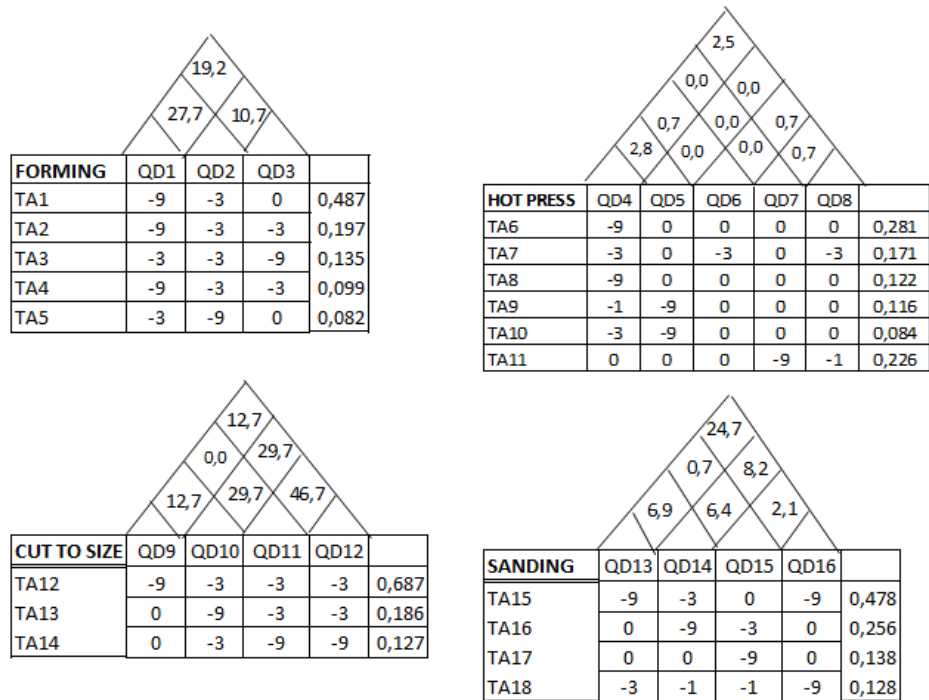 19,2
27,7 10,7
FORMING QD1 QD2 QD3
TA1 -9 -3 0 0,487
TA2 -9 -3 -3 0,197
TA3 -3 -3 -9 0,135
TA4 -9 -3 -3 0,099
TA5 -3 -9 0 0,082
2,5
0,0 0,0
0,7 0,0 0,7
2,8 0,0 0,0 0,7
HOT PRESS QD4 QD5 QD6 QD7 QD8
TA6 -9 0 0 0 0 0,281
TA7 -3 0 -3 0 -3 0,171
TA8 -9 0 0 0 0 0,122
TA9 -1 -9 0 0 0 0,116
TA10 -3 -9 0 0 0 0,084
TA11 0 0 0 -9 -1 0,226
12,7
0,0 29,7
12,7 29,7 46,7
CUT TO SIZE QD9 QD10 QD11 QD12
TA12 -9 -3 -3 -3 0,687
TA13 0 -9 -3 -3 0,186
TA14 0 -3 -9 -9 0,127
24,7
0,7 8,2
6,9 6,4 2,1
SANDING QD13 QD14 QD15 QD16
TA15 -9 -3 0 -9 0,478
TA16 0 -9 -3 0 0,256
TA17 0 0 -9 0 0,138
TA18 -3 -1 -1 -9 0,128